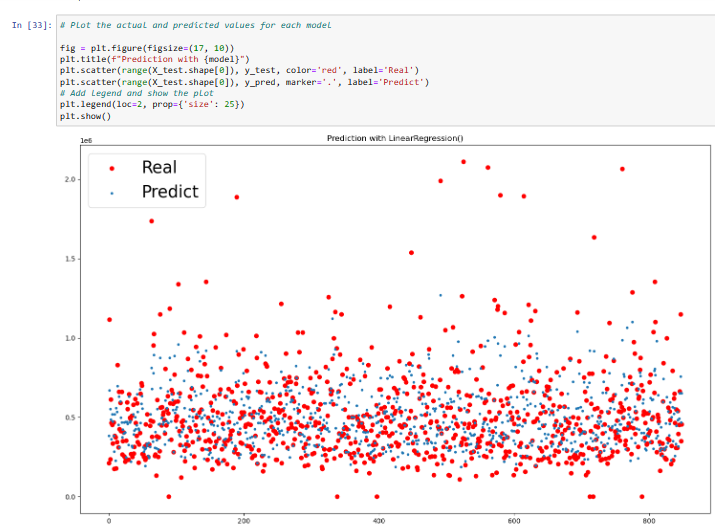 In [33]: # Plot the actual and predicted values for each model
fig = plt.figure(figsize=(17, 10))
plt.title(f"Prediction with {model}")
plt.scatter(range(X_test.shape[0]), y_test, color='red', label='Real')
plt.scatter(range(X_test.shape[0]), y_pred, marker='.', label='Predict')
# Add legend and show the plot
plt.legend(loc=2, prop={'size': 25})
plt.show()
Prediction with LinearRegression()
1e6
Real
Predict
2.0
1.5
1.0
0.5
0.0
0 200 400 600 800